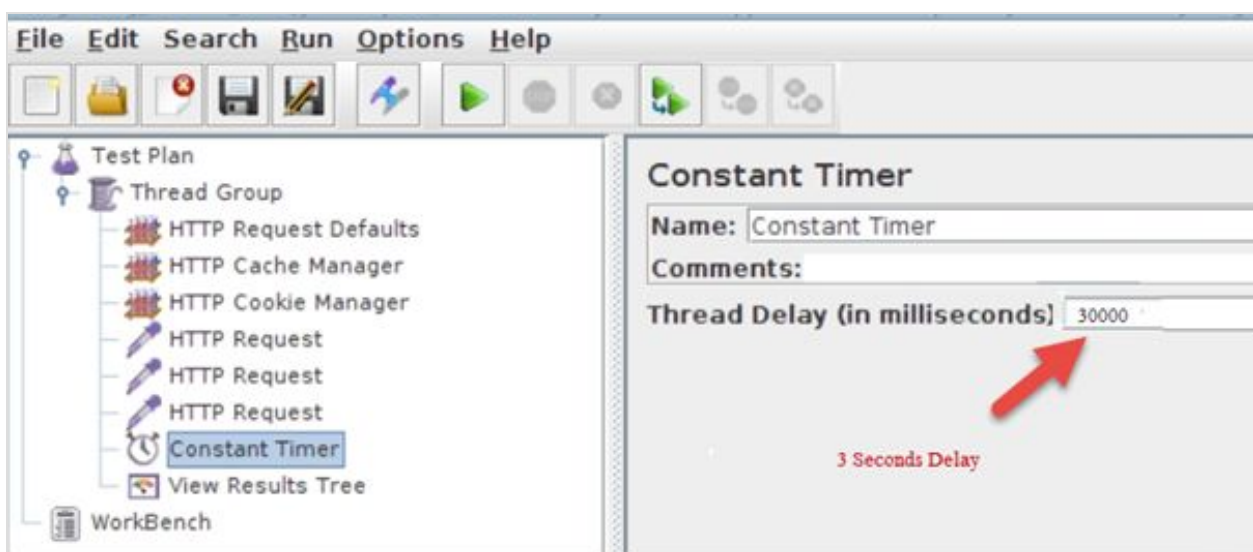 File Edit Search Run Options Help
Test Plan
Thread Group
HTTP Request Defaults
HTTP Cache Manager
HTTP Cookie Manager
HTTP Request
HTTP Request
HTTP Request
Constant Timer
View Results Tree
WorkBench
Constant Timer
Name: Constant Timer
Comments:
Thread Delay (in milliseconds) 30000
3 Seconds Delay